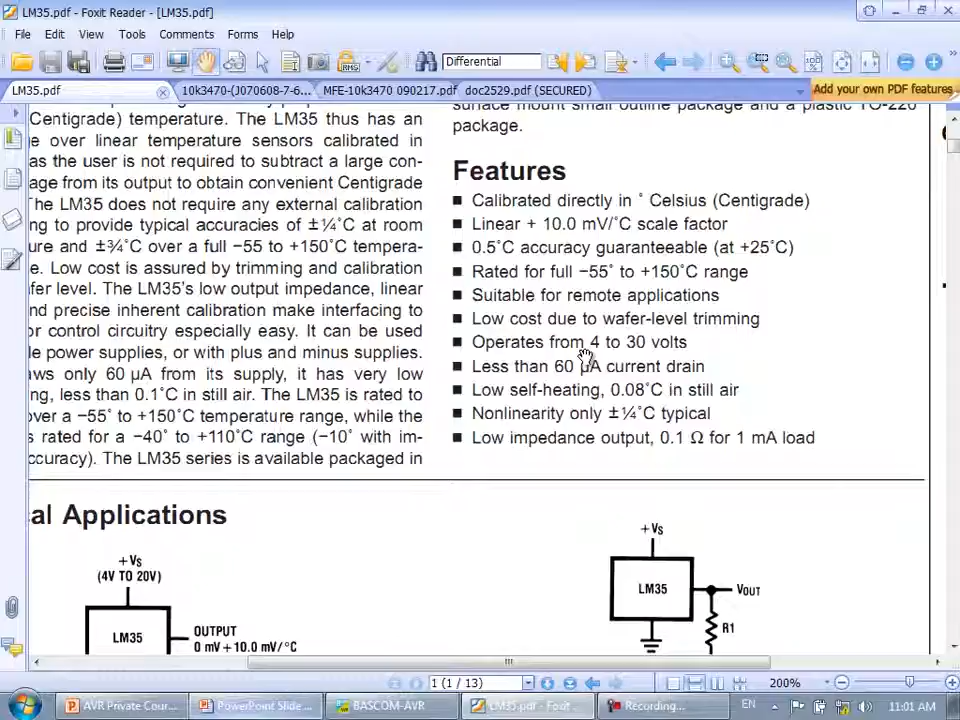 LM35.pdf - Foxit Reader - [LM35.pdf]
File Edit View Tools Comments Forms Help
Differential
LM35.pdf 10k3470-(J070608-7-6... MFE-10k3470 090217.pdf doc2529.pdf (SECURED) Add your own PDF features
(Centigrade) temperature. The LM35 thus has an
e over linear temperature sensors calibrated in
as the user is not required to subtract a large con-
age from its output to obtain convenient Centigrade
The LM35 does not require any external calibration
ng to provide typical accuracies of ±¼˚C at room
ure and ±¾˚C over a full −55 to +150˚C tempera-
e. Low cost is assured by trimming and calibration
afer level. The LM35's low output impedance, linear
nd precise inherent calibration make interfacing to
or control circuitry especially easy. It can be used
le power supplies, or with plus and minus supplies.
aws only 60 µA from its supply, it has very low
ng, less than 0.1˚C in still air. The LM35 is rated to
over a −55˚ to +150˚C temperature range, while the
s rated for a −40˚ to +110˚C range (−10˚ with im-
ccuracy). The LM35 series is available packaged in
surface mount small outline package and a plastic TO-220
package.
Features
■ Calibrated directly in ˚ Celsius (Centigrade)
■ Linear + 10.0 mV/˚C scale factor
■ 0.5˚C accuracy guaranteeable (at +25˚C)
■ Rated for full −55˚ to +150˚C range
■ Suitable for remote applications
■ Low cost due to wafer-level trimming
■ Operates from 4 to 30 volts
■ Less than 60 µA current drain
■ Low self-heating, 0.08˚C in still air
■ Nonlinearity only ±¼˚C typical
■ Low impedance output, 0.1 Ω for 1 mA load
al Applications
+VS
(4V TO 20V)
LM35
OUTPUT
0 mV + 10.0 mV/°C
+VS
LM35
VOUT
R1
1 (1 / 13) 200%
AVR Private Cour... PowerPoint Slide ... BASCOM-AVR LM35.pdf - Foxit... Recording... EN 11:01 AM